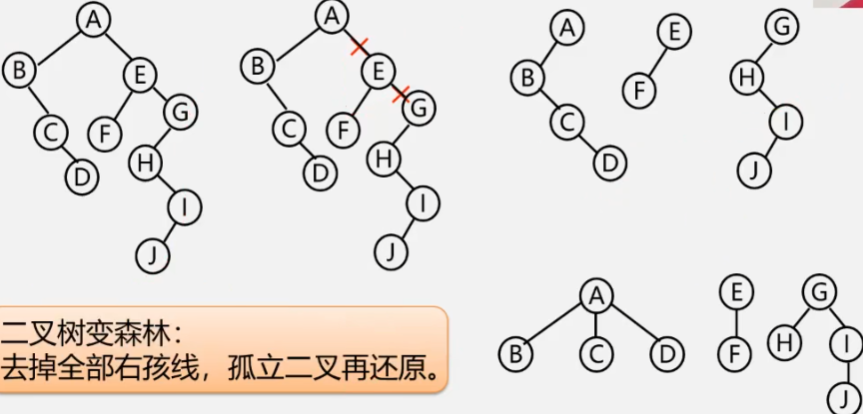 A A A E G
B E B E B F H
C F G C F G C I
D H D H D J
I I
J J
A E G
B C D F H I
J
二叉树变森林：
去掉全部右孩线，孤立二叉再还原。